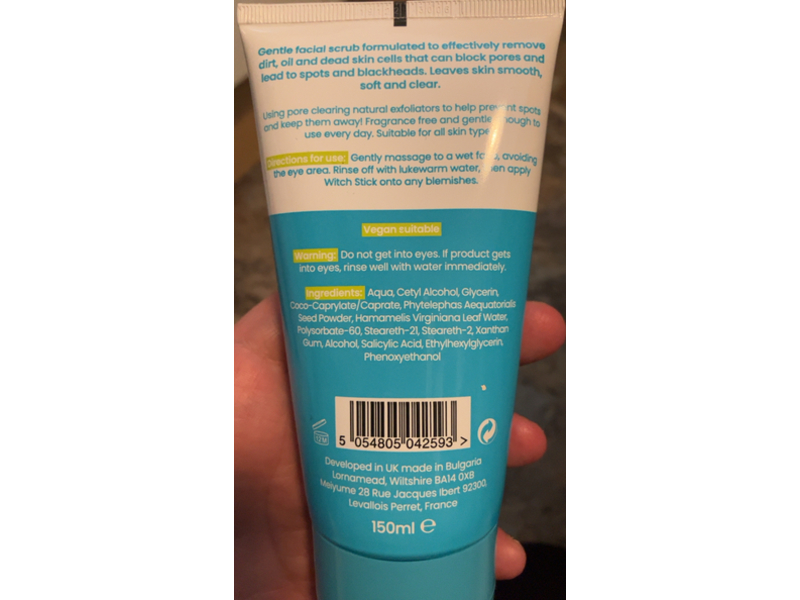 Gentle facial scrub formulated to effectively remove
dirt, oil and dead skin cells that can block pores and
lead to spots and blackheads. Leaves skin smooth,
soft and clear.
Using pore clearing natural exfoliators to help prevent spots
and keep them away! Fragrance free and gentle enough to
use every day. Suitable for all skin types.
Directions for use: Gently massage to a wet face, avoiding
the eye area. Rinse off with lukewarm water, then apply
Witch Stick onto any blemishes.
Vegan suitable
Warning: Do not get into eyes. If product gets
into eyes, rinse well with water immediately.
Ingredients: Aqua, Cetyl Alcohol, Glycerin,
Coco-Caprylate/Caprate, Phytelephas Aequatorialis
Seed Powder, Hamamelis Virginiana Leaf Water,
Polysorbate-60, Steareth-21, Steareth-2, Xanthan
Gum, Alcohol, Salicylic Acid, Ethylhexylglycerin,
Phenoxyethanol
12M
5 054805 042593 >
Developed in UK made in Bulgaria
Lornamead, Wiltshire BA14 0XB
Meiyume 28 Rue Jacques Ibert 92300,
Levallois Perret, France
150ml e